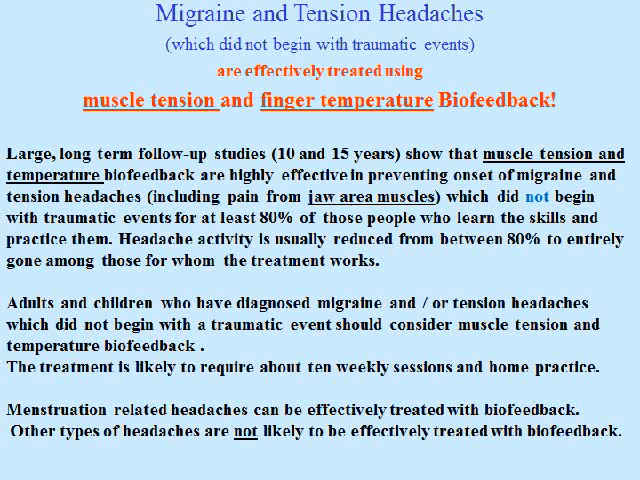 Migraine and Tension Headaches
(which did not begin with traumatic events)
are effectively treated using
muscle tension and finger temperature Biofeedback!
Large, long term follow-up studies (10 and 15 years) show that muscle tension and
temperature biofeedback are highly effective in preventing onset of migraine and
tension headaches (including pain from jaw area muscles) which did not begin
with traumatic events for at least 80% of those people who learn the skills and
practice them. Headache activity is usually reduced from between 80% to entirely
gone among those for whom the treatment works.
Adults and children who have diagnosed migraine and / or tension headaches
which did not begin with a traumatic event should consider muscle tension and
temperature biofeedback .
The treatment is likely to require about ten weekly sessions and home practice.
Menstruation related headaches can be effectively treated with biofeedback.
Other types of headaches are not likely to be effectively treated with biofeedback.